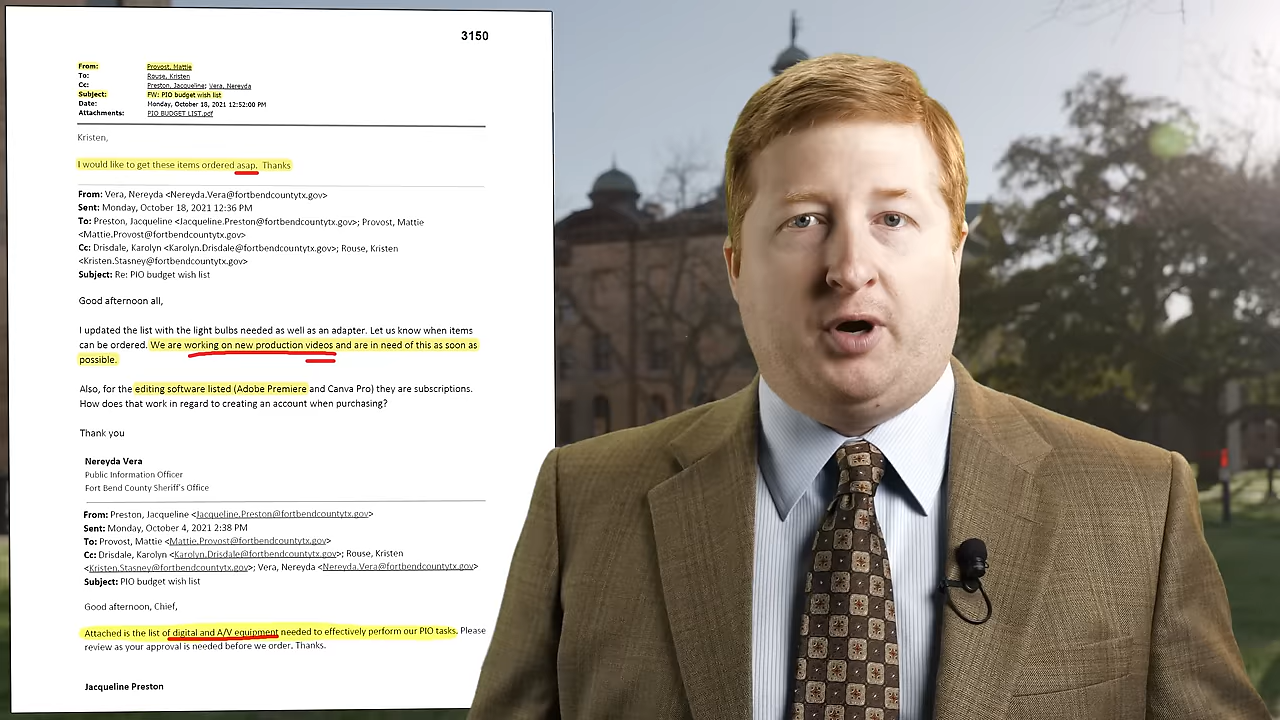 3150
From: Provost, Mattie
To: Rouse, Kristen
Cc: Preston, Jacqueline; Vera, Nereyda
Subject: FW: PIO budget wish list
Date: Monday, October 18, 2021 12:52:00 PM
Attachments: PIO BUDGET LIST.pdf
Kristen,
I would like to get these items ordered asap. Thanks
From: Vera, Nereyda <Nereyda.Vera@fortbendcountytx.gov>
Sent: Monday, October 18, 2021 12:36 PM
To: Preston, Jacqueline <Jacqueline.Preston@fortbendcountytx.gov>; Provost, Mattie
<Mattie.Provost@fortbendcountytx.gov>
Cc: Drisdale, Karolyn <Karolyn.Drisdale@fortbendcountytx.gov>; Rouse, Kristen
<Kristen.Stasney@fortbendcountytx.gov>
Subject: Re: PIO budget wish list
Good afternoon all,
I updated the list with the light bulbs needed as well as an adapter. Let us know when items
can be ordered. We are working on new production videos and are in need of this as soon as
possible.
Also, for the editing software listed (Adobe Premiere and Canva Pro) they are subscriptions.
How does that work in regard to creating an account when purchasing?
Thank you
Nereyda Vera
Public Information Officer
Fort Bend County Sheriff's Office
From: Preston, Jacqueline <Jacqueline.Preston@fortbendcountytx.gov>
Sent: Monday, October 4, 2021 2:38 PM
To: Provost, Mattie <Mattie.Provost@fortbendcountytx.gov>
Cc: Drisdale, Karolyn <Karolyn.Drisdale@fortbendcountytx.gov>; Rouse, Kristen
<Kristen.Stasney@fortbendcountytx.gov>; Vera, Nereyda <Nereyda.Vera@fortbendcountytx.gov>
Subject: PIO budget wish list
Good afternoon, Chief,
Attached is the list of digital and A/V equipment needed to effectively perform our PIO tasks. Please
review as your approval is needed before we order. Thanks.
Jacqueline Preston